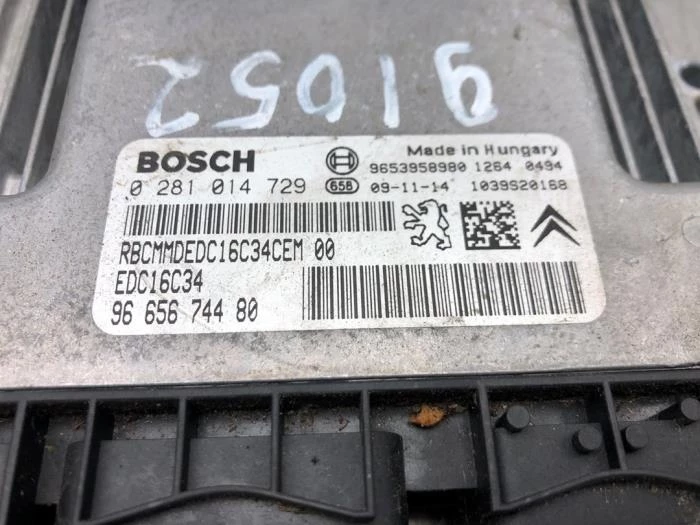 91052
BOSCH
Made in Hungary
9653958980 1264 0494
0 281 014 729
658 09-11-14 1039S20168
RBCMMDEDC16C34CEM 00
EDC16C34
96 656 744 80